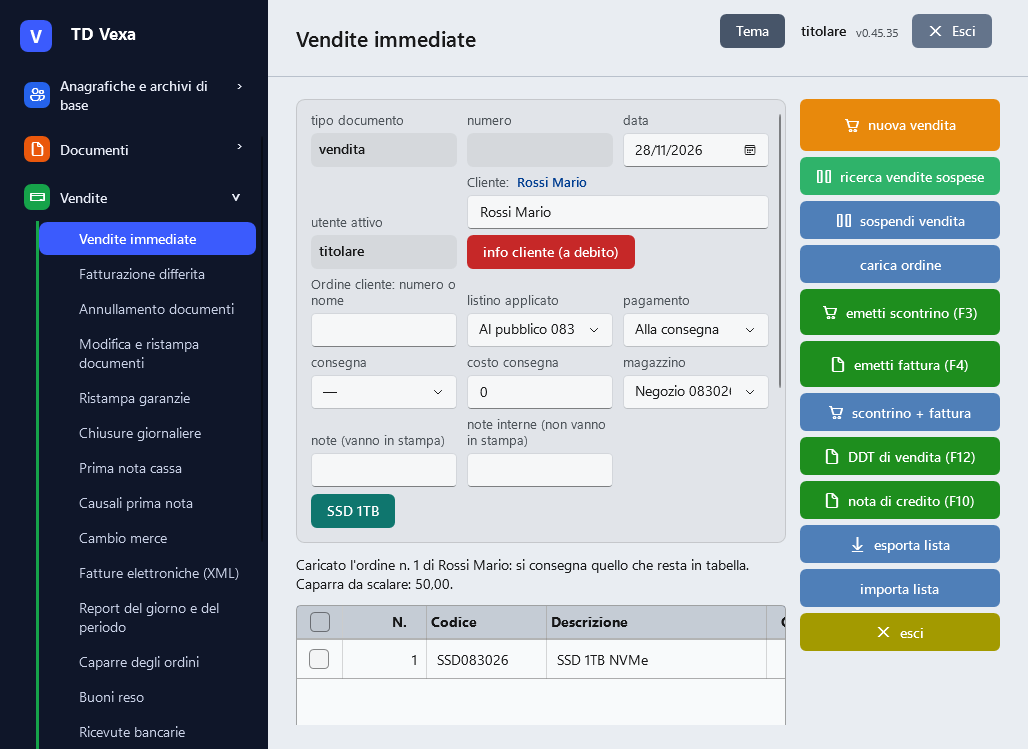 V TD Vexa
Anagrafiche e archivi di
base
Documenti
Vendite
Vendite immediate
Fatturazione differita
Annullamento documenti
Modifica e ristampa
documenti
Ristampa garanzie
Chiusure giornaliere
Prima nota cassa
Causali prima nota
Cambio merce
Fatture elettroniche (XML)
Report del giorno e del
periodo
Caparre degli ordini
Buoni reso
Ricevute bancarie
Vendite immediate
Tema titolare v0.45.35 Esci
tipo documento numero data
vendita 28/11/2026
Cliente: Rossi Mario
Rossi Mario
utente attivo
titolare info cliente (a debito)
Ordine cliente: numero o
nome listino applicato pagamento
Al pubblico 083 Alla consegna
consegna costo consegna magazzino
— 0 Negozio 08302
note (vanno in stampa) note interne (non vanno
in stampa)
SSD 1TB
Caricato l'ordine n. 1 di Rossi Mario: si consegna quello che resta in tabella.
Caparra da scalare: 50,00.
N. Codice Descrizione
1 SSD083026 SSD 1TB NVMe
nuova vendita
ricerca vendite sospese
sospendi vendita
carica ordine
emetti scontrino (F3)
emetti fattura (F4)
scontrino + fattura
DDT di vendita (F12)
nota di credito (F10)
esporta lista
importa lista
esci